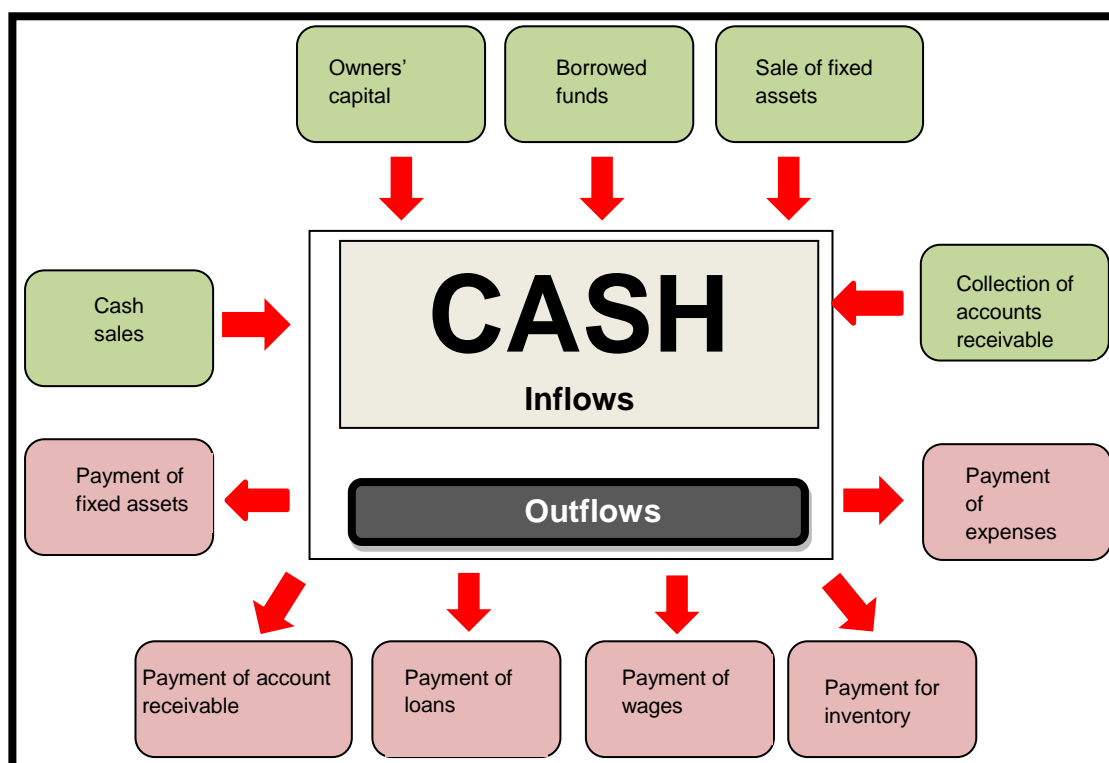 Owners’
capital
Borrowed
funds
Sale of fixed
assets
Cash
sales
CASH
Inflows
Collection of
accounts
receivable
Payment of
fixed assets
Outflows
Payment
of
expenses
Payment of account
receivable
Payment of
loans
Payment of
wages
Payment for
inventory